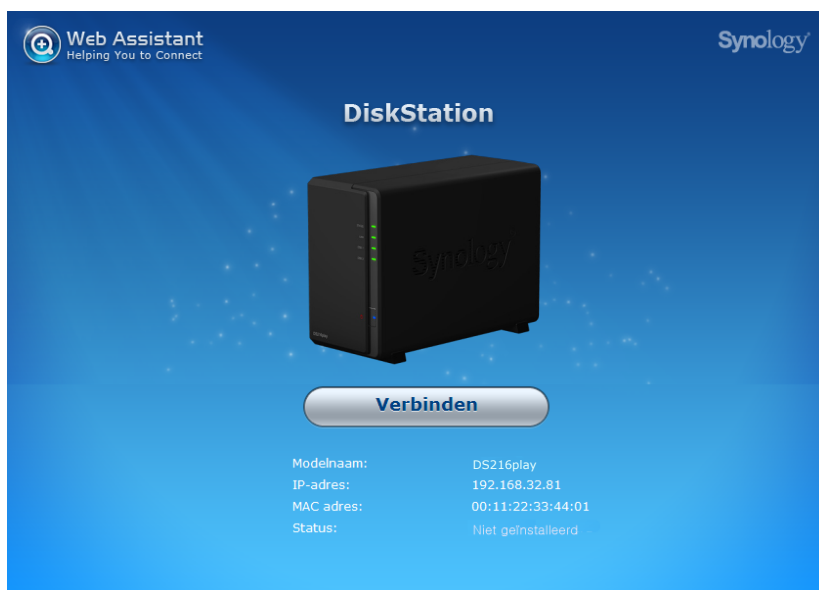 Web Assistant
Helping You to Connect
Synology
DiskStation
Synology
Verbinden
Modelnaam: DS216play
IP-adres: 192.168.32.81
MAC adres: 00:11:22:33:44:01
Status: Niet geïnstalleerd